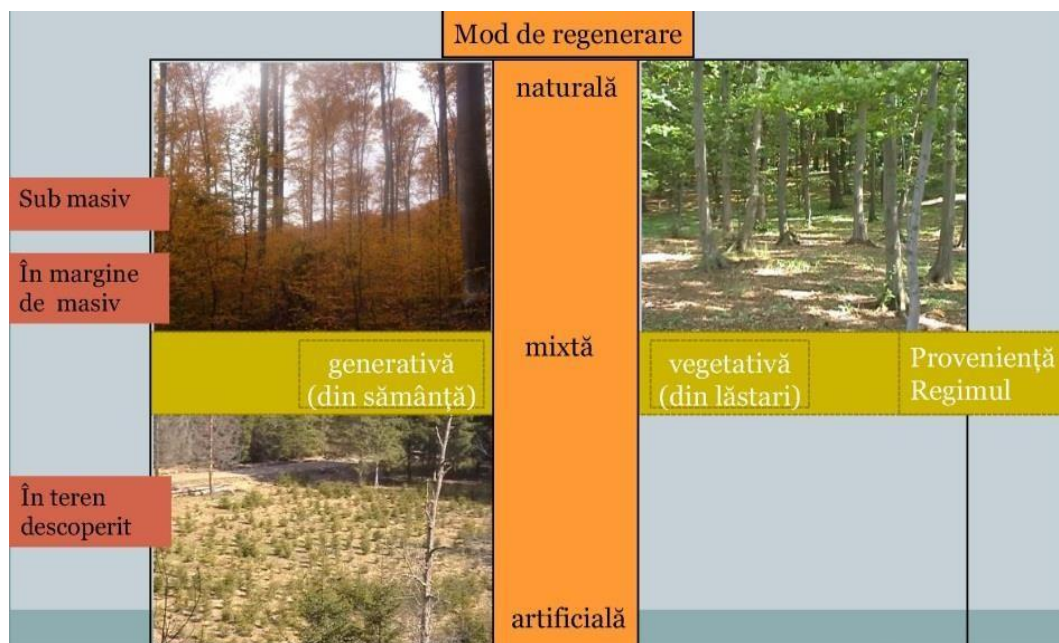 Mod de regenerare
naturală
Sub masiv
În margine
de masiv
mixtă
generativă
(din sămânță)
vegetativă
(din lăstari)
Proveniență
Regimul
În teren
descoperit
artificială